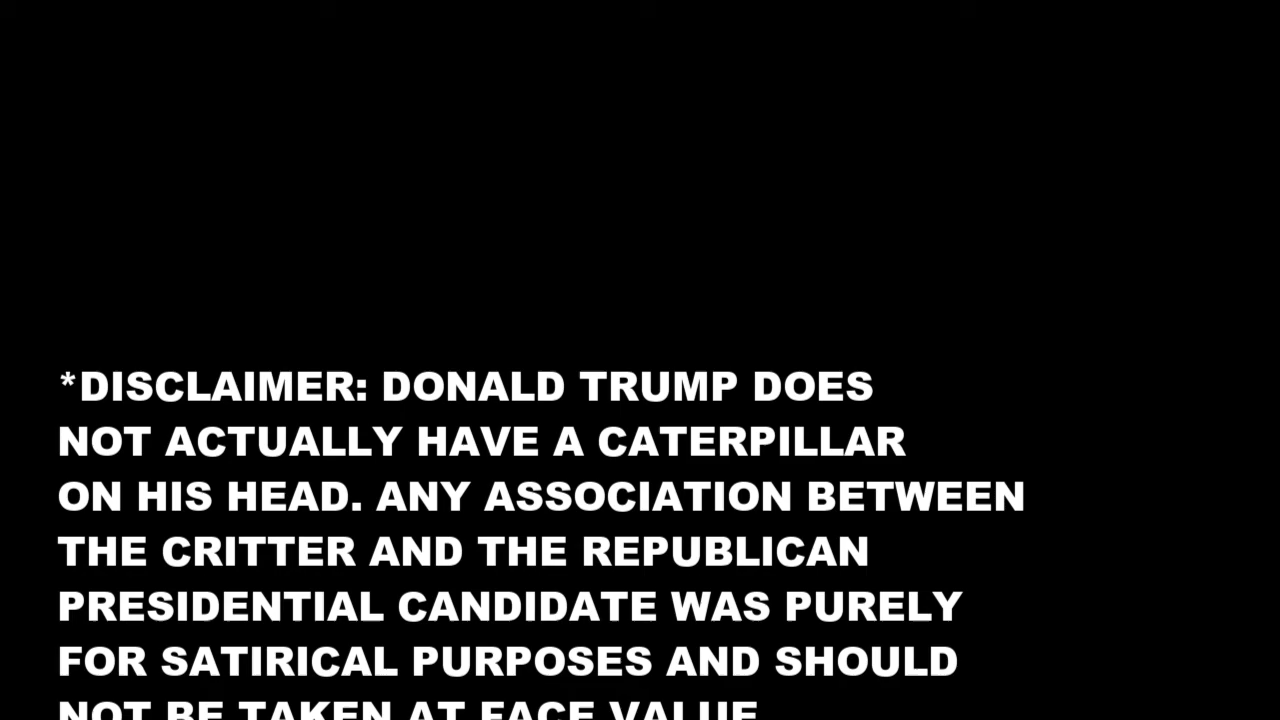 *DISCLAIMER: DONALD TRUMP DOES
NOT ACTUALLY HAVE A CATERPILLAR
ON HIS HEAD. ANY ASSOCIATION BETWEEN
THE CRITTER AND THE REPUBLICAN
PRESIDENTIAL CANDIDATE WAS PURELY
FOR SATIRICAL PURPOSES AND SHOULD
NOT BE TAKEN AT FACE VALUE